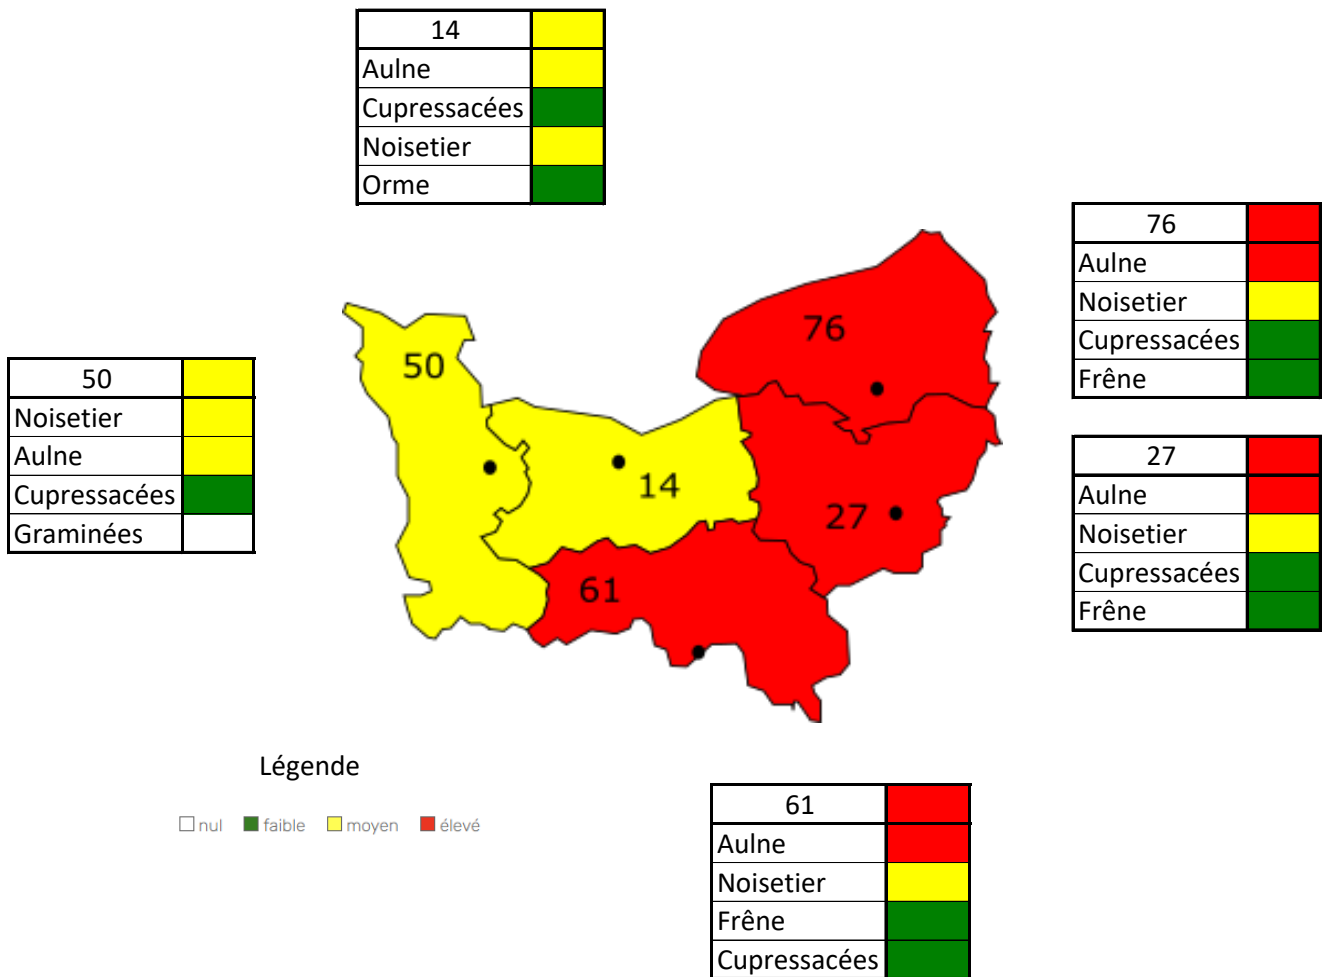 14
Aulne
Cupressacées
Noisetier
Orme
76
Aulne
Noisetier
Cupressacées
Frêne
50
Noisetier
Aulne
Cupressacées
Graminées
27
Aulne
Noisetier
Cupressacées
Frêne
76
50
14
27
61
Légende
nul faible moyen élevé
61
Aulne
Noisetier
Frêne
Cupressacées